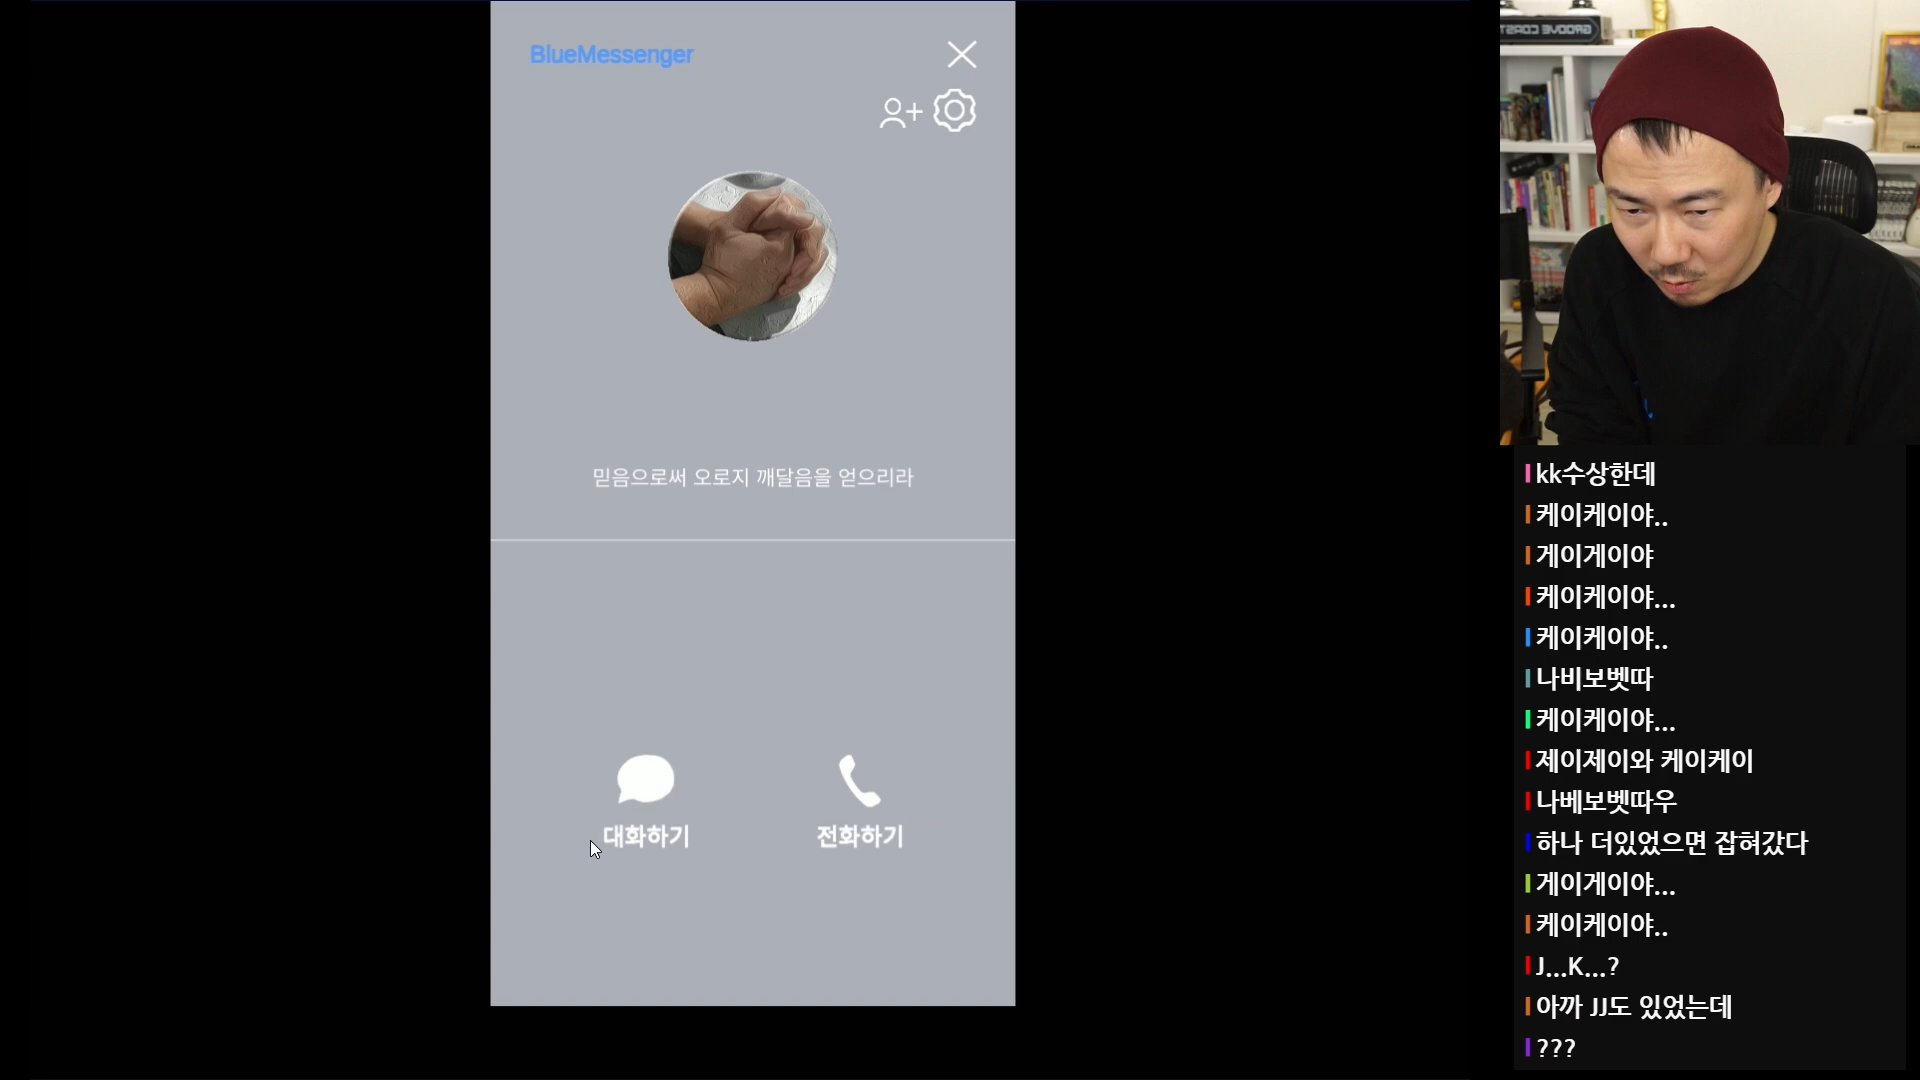 BlueMessenger
믿음으로써 오로지 깨달음을 얻으리라
대화하기
전화하기
GROOVE COAST
kk수상한데
케이케이야..
게이게이야
케이케이야...
케이케이야..
나비보벳따
케이케이야...
제이제이와 케이케이
나베보벳따우
하나 더있었으면 잡혀갔다
게이게이야...
케이케이야..
J...K...?
아까 JJ도 있었는데
???